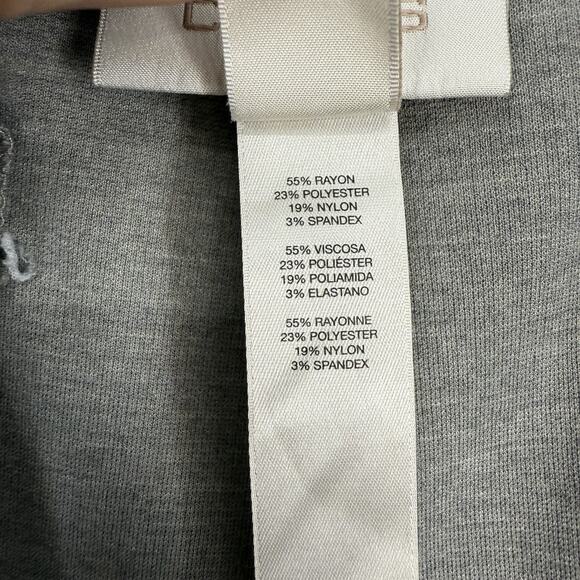 55% RAYON
23% POLYESTER
19% NYLON
3% SPANDEX
55% VISCOSA
23% POLIÉSTER
19% POLIAMIDA
3% ELASTANO
55% RAYONNE
23% POLYESTER
19% NYLON
3% SPANDEX